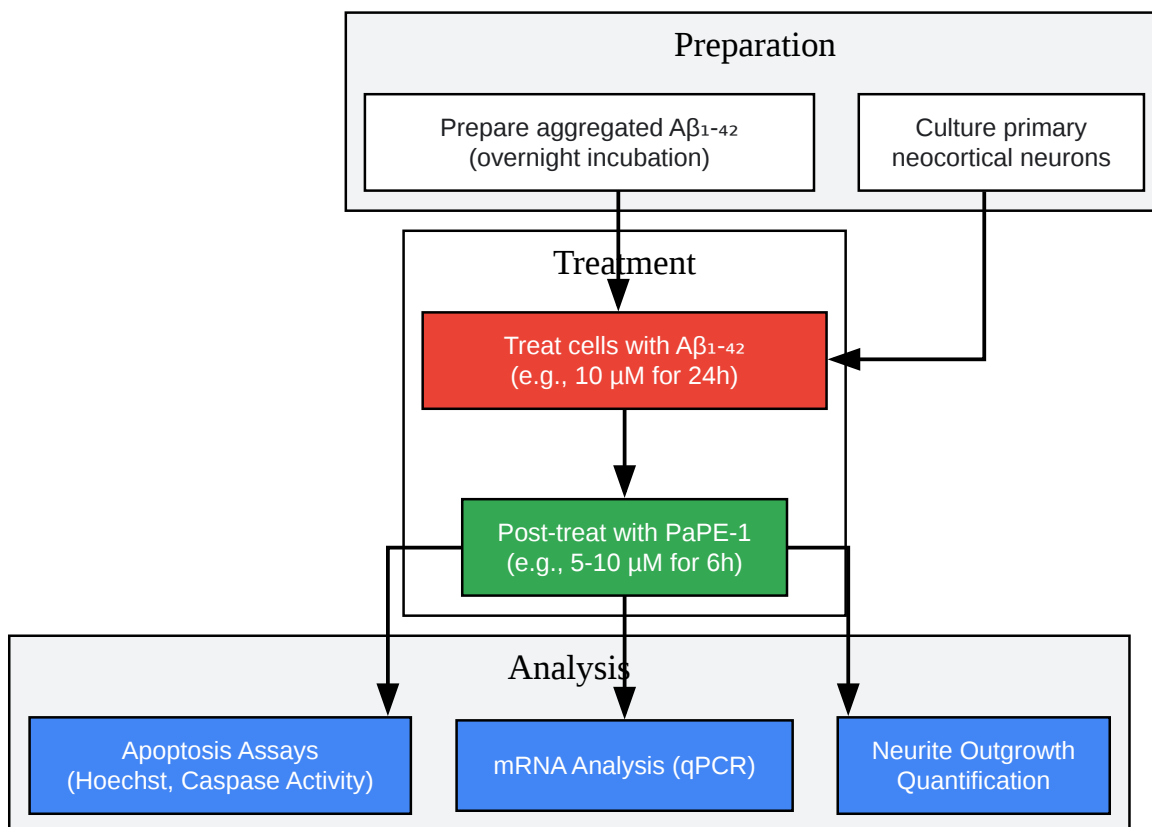 Preparation
Prepare aggregated Aβ₁-₄₂
(overnight incubation)
Culture primary
neocortical neurons
Treatment
Treat cells with Aβ₁-₄₂
(e.g., 10 µM for 24h)
Post-treat with PaPE-1
(e.g., 5-10 µM for 6h)
Analysis
Apoptosis Assays
(Hoechst, Caspase Activity)
mRNA Analysis (qPCR)
Neurite Outgrowth
Quantification